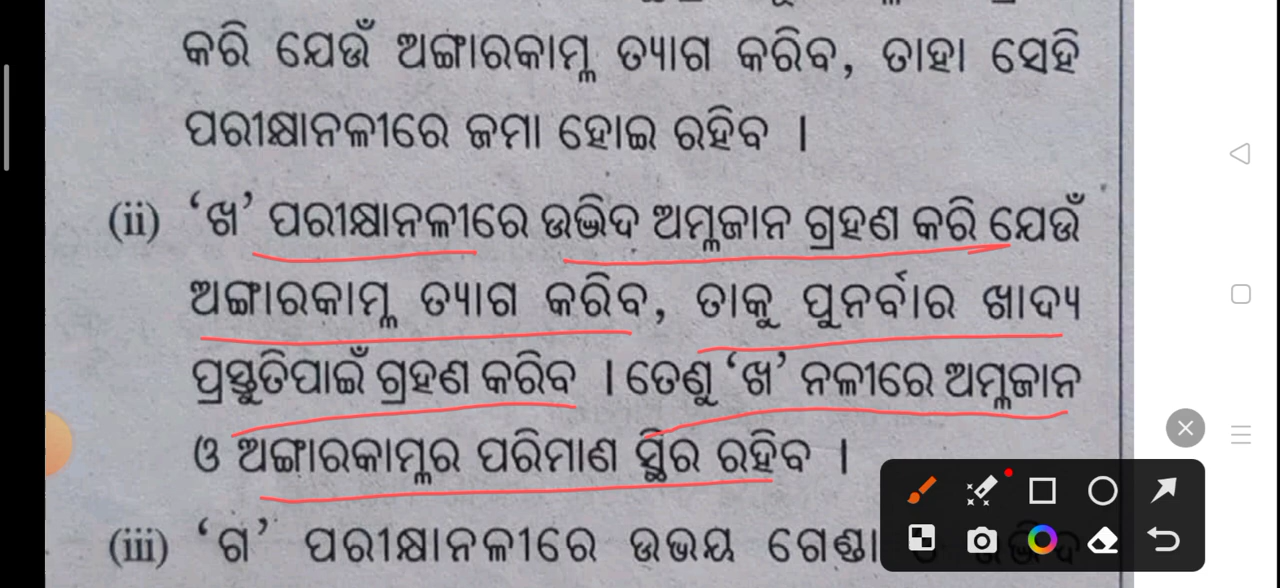 କରି ଯେଉଁ ଅଙ୍ଗାରକାମ୍ଳ ତ୍ୟାଗ କରିବ, ତାହା ସେହି
ପରୀକ୍ଷାନଳୀରେ ଜମା ହୋଇ ରହିବ ।
(ii) ‘ଖ’ ପରୀକ୍ଷାନଳୀରେ ଉଦ୍ଭିଦ ଅମ୍ଳଜାନ ଗ୍ରହଣ କରି ଯେଉଁ
ଅଙ୍ଗାରକାମ୍ଳ ତ୍ୟାଗ କରିବ, ତାକୁ ପୁନର୍ବାର ଖାଦ୍ୟ
ପ୍ରସ୍ତୁତିପାଇଁ ଗ୍ରହଣ କରିବ । ତେଣୁ ‘ଖ’ ନଳୀରେ ଅମ୍ଳଜାନ
ଓ ଅଙ୍ଗାରକାମ୍ଳର ପରିମାଣ ସ୍ଥିର ରହିବ ।
(iii) ‘ଗ’ ପରୀକ୍ଷାନଳୀରେ ଉଭୟ ଗେଣ୍ଡା